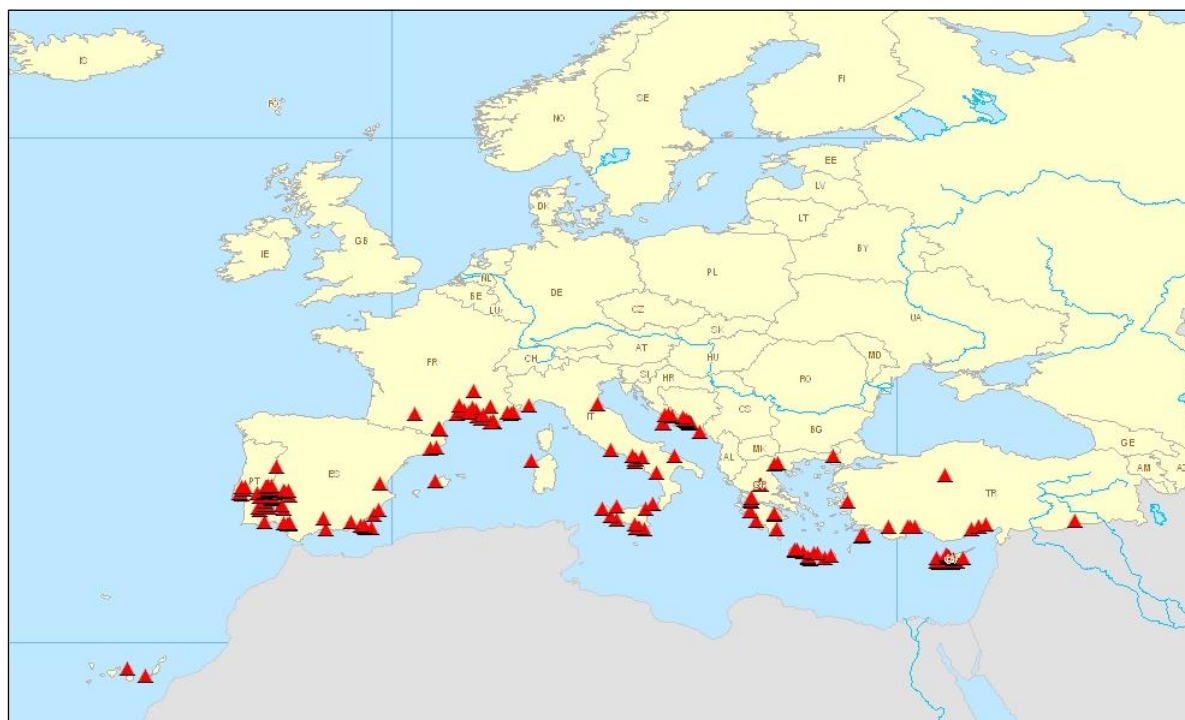 IS
FI
SE
NO
EE
LV
DK
LT
GB
BY
IE
PL
NL
DE
BE
LU
CZ
UA
SK
FR
AT
CH
HU
MD
SI
HR
RO
IT
CS
BG
GE
AL
MK
AM
PT
ES
GR
TR